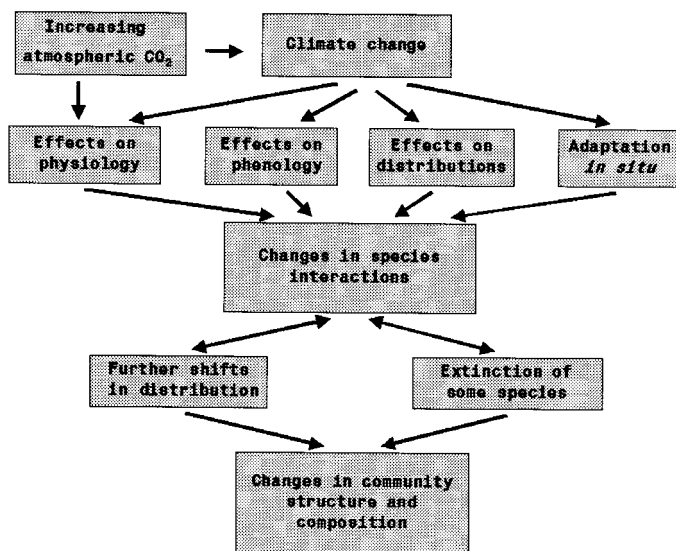 Increasing
atmospheric CO₂
Climate change
Effects on
physiology
Effects on
phenology
Effects on
distributions
Adaptation
in situ
Changes in species
interactions
Further shifts
in distribution
Extinction of
some species
Changes in community
structure and
composition